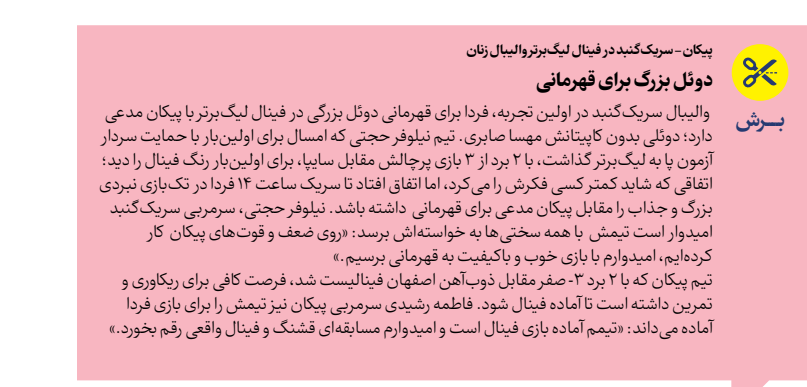 پیکان - سریک‌گنبد در فینال لیگ‌برتر والیبال زنان
دوئل بزرگ برای قهرمانی
بــرش
والیبال سریک‌گنبد در اولین تجربه، فردا برای قهرمانی دوئل بزرگی در فینال لیگ‌برتر با پیکان مدعی
دارد؛ دوئلی بدون کاپیتانش مهسا صابری. تیم نیلوفر حجتی که امسال برای اولین‌بار با حمایت سردار
آزمون پا به لیگ‌برتر گذاشت، با ۲ برد از ۳ بازی پرچالش مقابل سایپا، برای اولین‌بار رنگ فینال را دید؛
اتفاقی که شاید کمتر کسی فکرش را می‌کرد، اما اتفاق افتاد تا سریک ساعت ۱۴ فردا در تک‌بازی نبردی
بزرگ و جذاب را مقابل پیکان مدعی برای قهرمانی داشته باشد. نیلوفر حجتی، سرمربی سریک‌گنبد
امیدوار است تیمش با همه سختی‌ها به خواسته‌اش برسد: «روی ضعف و قوت‌های پیکان کار
کرده‌ایم، امیدوارم با بازی خوب و باکیفیت به قهرمانی برسیم.»
تیم پیکان که با ۲ برد ۳- صفر مقابل ذوب‌آهن اصفهان فینالیست شد، فرصت کافی برای ریکاوری و
تمرین داشته است تا آماده فینال شود. فاطمه رشیدی سرمربی پیکان نیز تیمش را برای بازی فردا
آماده می‌داند: «تیمم آماده بازی فینال است و امیدوارم مسابقه‌ای قشنگ و فینال واقعی رقم بخورد.»